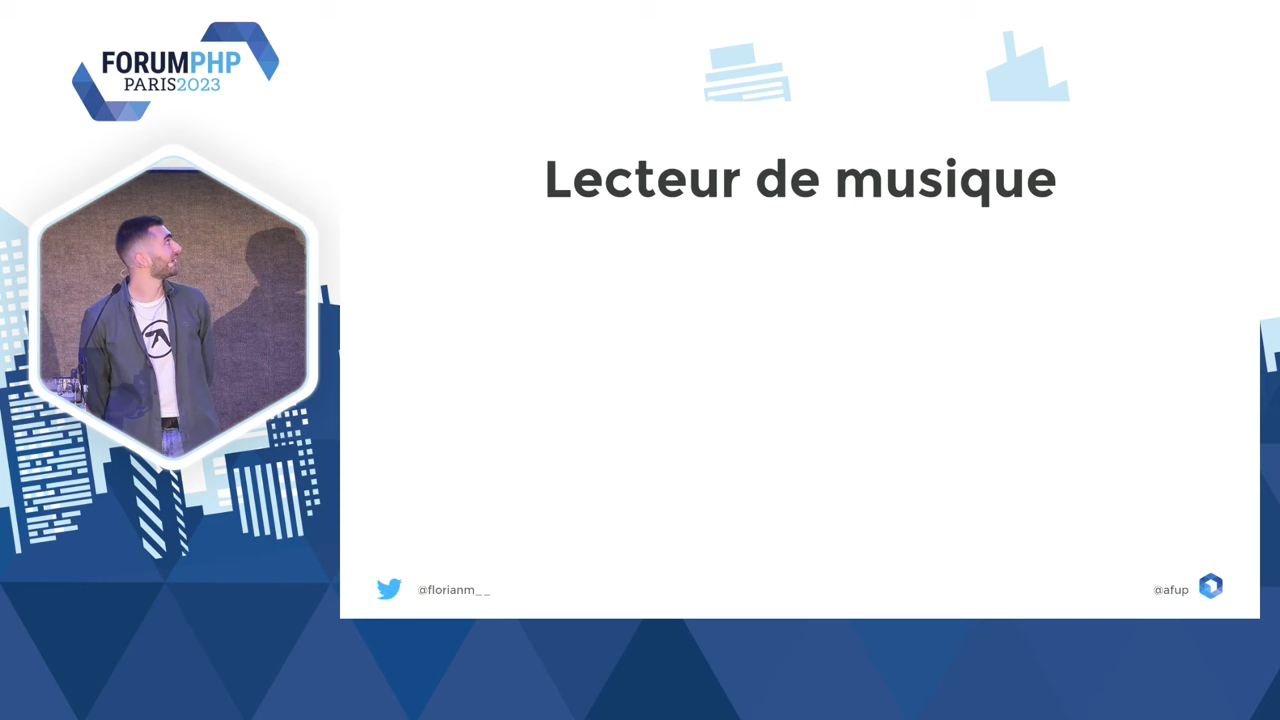 FORUMPHP
PARIS2023
Lecteur de musique
@florianm__
@afup